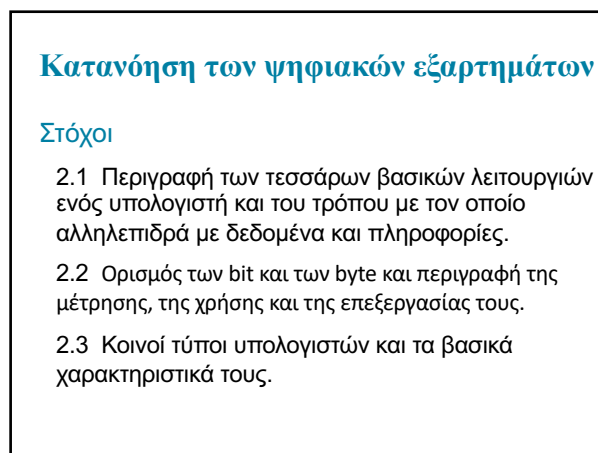 Κατανόηση των ψηφιακών εξαρτημάτων
Στόχοι
2.1 Περιγραφή των τεσσάρων βασικών λειτουργιών
ενός υπολογιστή και του τρόπου με τον οποίο
αλληλεπιδρά με δεδομένα και πληροφορίες.
2.2 Ορισμός των bit και των byte και περιγραφή της
μέτρησης, της χρήσης και της επεξεργασίας τους.
2.3 Κοινοί τύποι υπολογιστών και τα βασικά
χαρακτηριστικά τους.